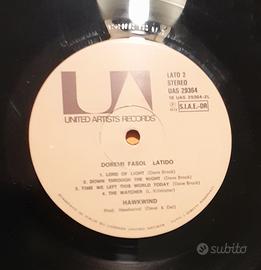 UA
UNITED ARTISTS RECORDS
LATO 2
STEREO
UAS 29364
S.I.A.E.-DR
DOREMI FASOL LATIDO
1. LORD OF LIGHT (Dave Brock)
2. DOWN THROUGH THE NIGHT (Dave Brock)
3. TIME WE LEFT THIS WORLD TODAY (Dave Brock)
4. THE WATCHER (L. Kilmister)
HAWKWIND
subito